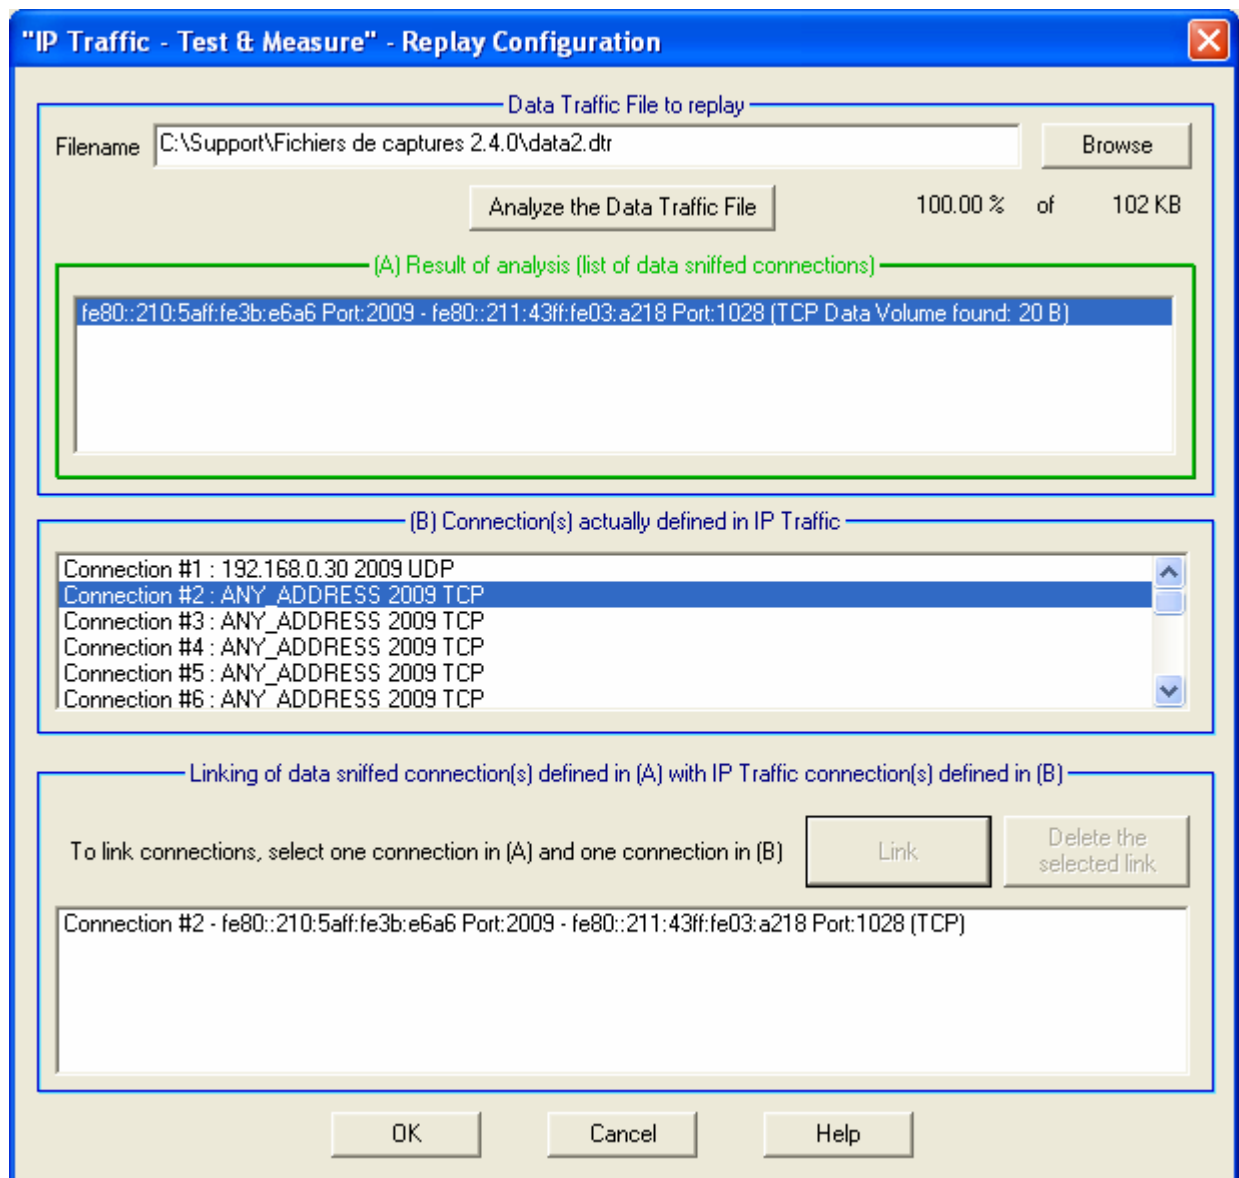 "IP Traffic - Test & Measure" - Replay Configuration
Data Traffic File to replay
Filename C:\Support\Fichiers de captures 2.4.0\data2.dtr Browse
Analyze the Data Traffic File 100.00 % of 102 KB
(A) Result of analysis (list of data sniffed connections)
fe80::210:5aff:fe3b:e6a6 Port:2009 - fe80::211:43ff:fe03:a218 Port:1028 (TCP Data Volume found: 20 B)
(B) Connection(s) actually defined in IP Traffic
Connection #1 : 192.168.0.30 2009 UDP
Connection #2 : ANY_ADDRESS 2009 TCP
Connection #3 : ANY_ADDRESS 2009 TCP
Connection #4 : ANY_ADDRESS 2009 TCP
Connection #5 : ANY_ADDRESS 2009 TCP
Connection #6 : ANY_ADDRESS 2009 TCP
Linking of data sniffed connection(s) defined in (A) with IP Traffic connection(s) defined in (B)
To link connections, select one connection in (A) and one connection in (B) Link
Delete the
selected link
Connection #2 - fe80::210:5aff:fe3b:e6a6 Port:2009 - fe80::211:43ff:fe03:a218 Port:1028 (TCP)
OK Cancel Help